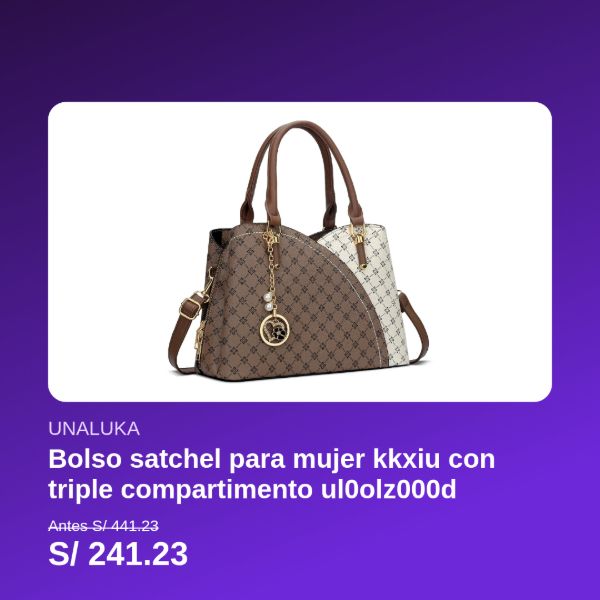 UNALUKA
Bolso satchel para mujer kkxiu con
triple compartimento ul0olz000d
Antes S/ 441.23
S/ 241.23